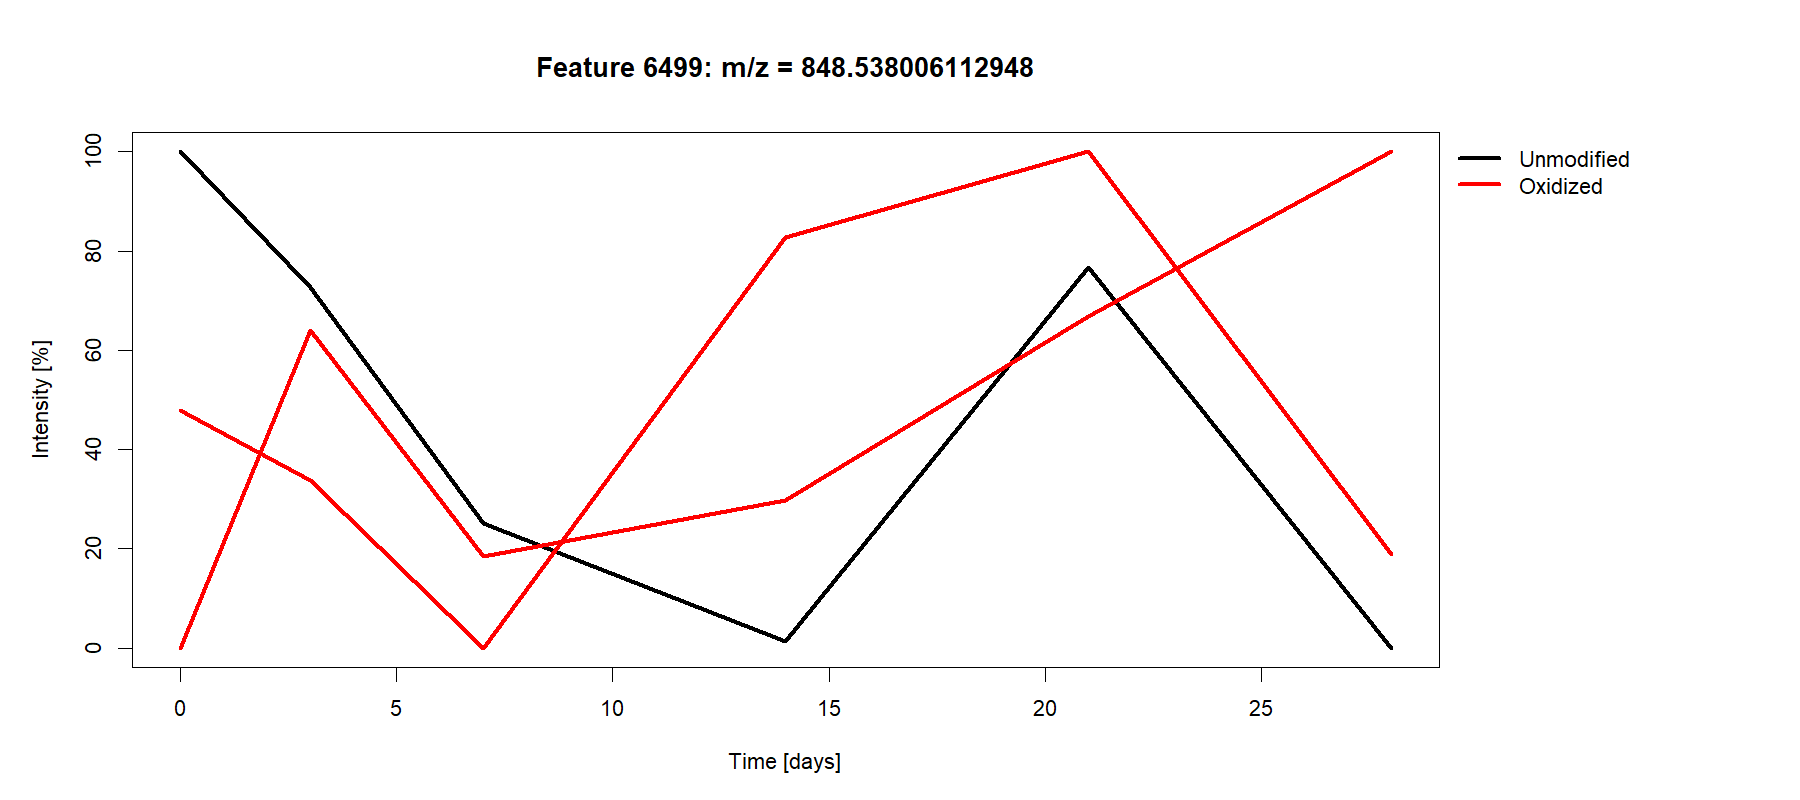 Feature 6499: m/z = 848.538006112948
Unmodified
Oxidized
Intensity [%]
100
80
60
40
20
0
0 5 10 15 20 25
Time [days]